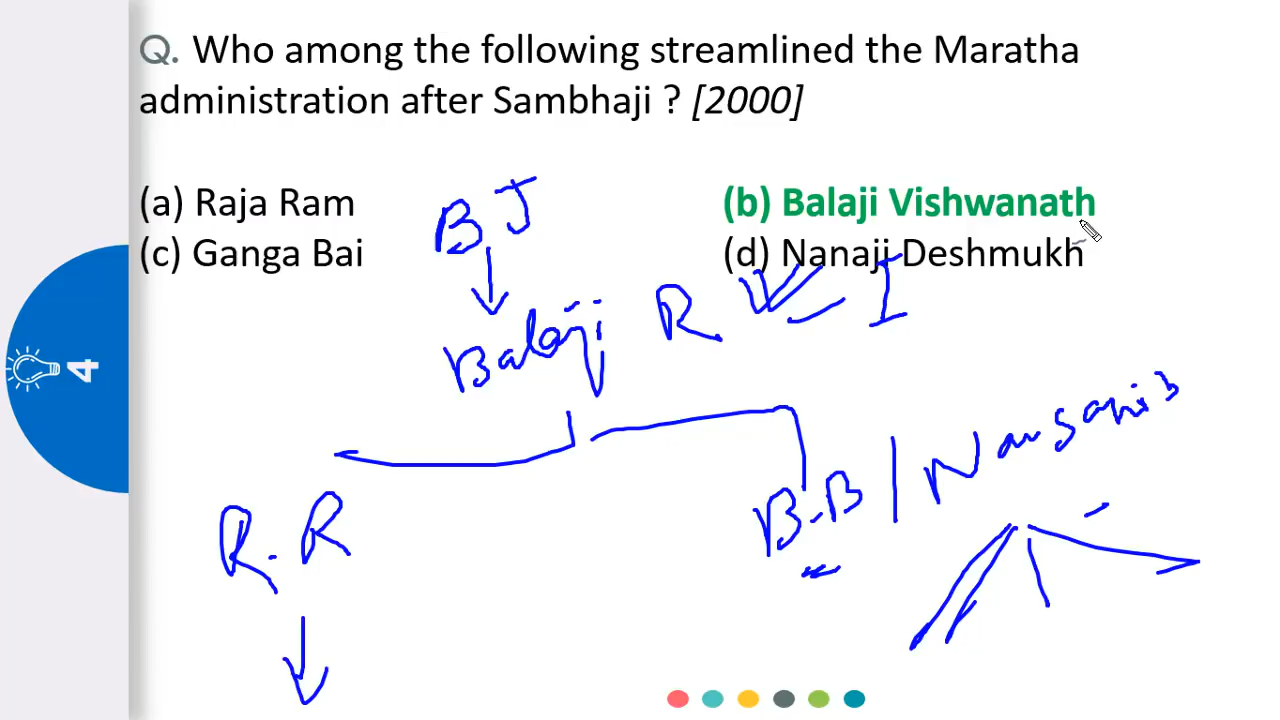 Q. Who among the following streamlined the Maratha
administration after Sambhaji ? [2000]
(a) Raja Ram
(b) Balaji Vishwanath
(c) Ganga Bai
(d) Nanaji Deshmukh
B J
Balaji R. I
4
R. R
B.B /